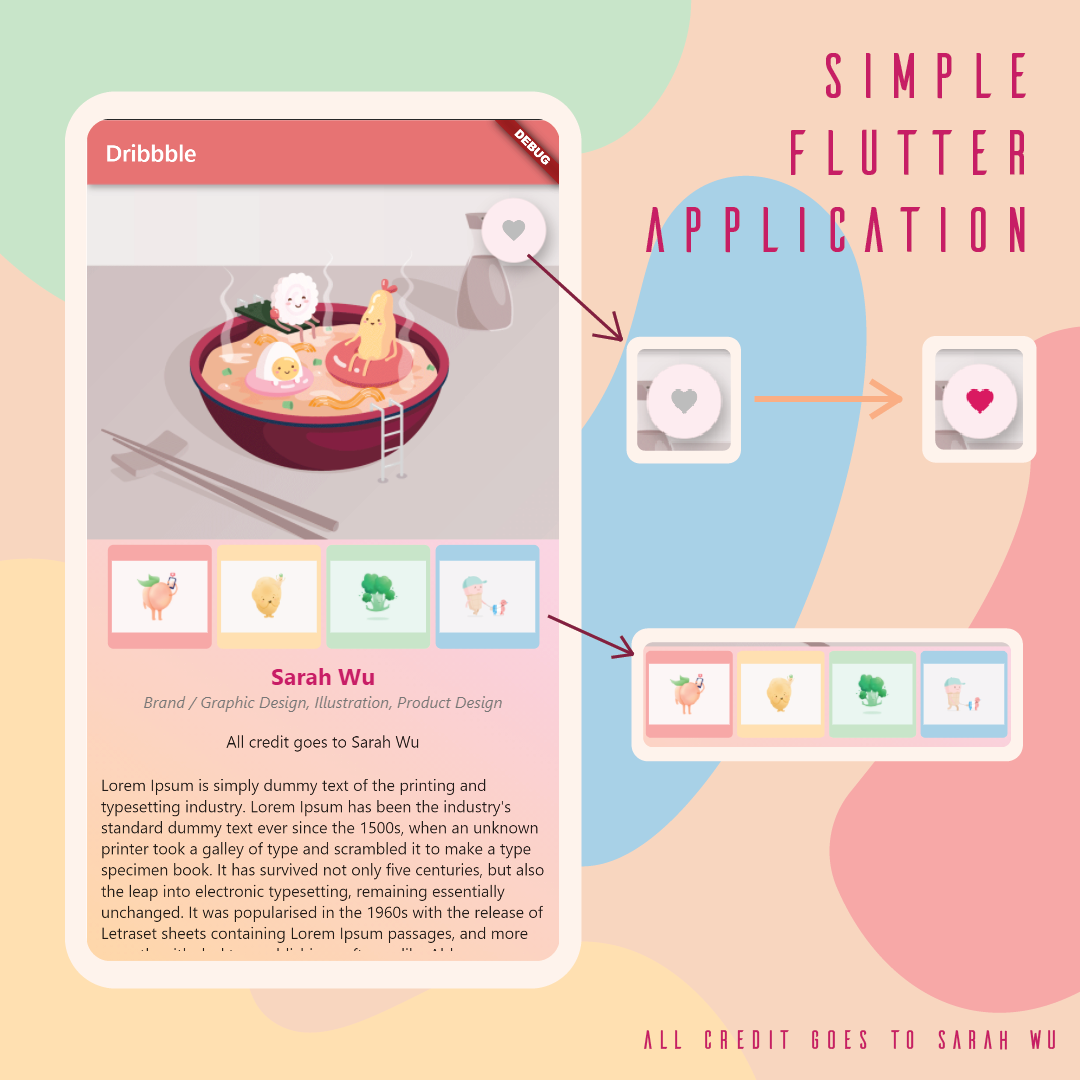 SIMPLE
FLUTTER
APPLICATION
Dribbble
DEBUG
Sarah Wu
Brand / Graphic Design, Illustration, Product Design
All credit goes to Sarah Wu
Lorem Ipsum is simply dummy text of the printing and
typesetting industry. Lorem Ipsum has been the industry's
standard dummy text ever since the 1500s, when an unknown
printer took a galley of type and scrambled it to make a type
specimen book. It has survived not only five centuries, but also
the leap into electronic typesetting, remaining essentially
unchanged. It was popularised in the 1960s with the release of
Letraset sheets containing Lorem Ipsum passages, and more
ALL CREDIT GOES TO SARAH WU